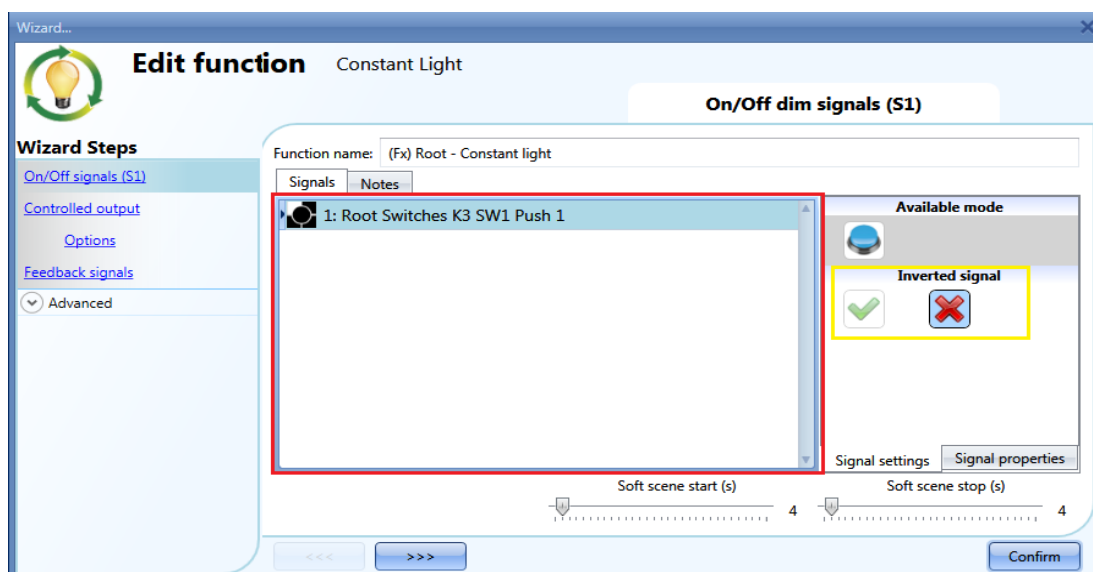 Wizard...
Edit function Constant Light
On/Off dim signals (S1)
Wizard Steps
On/Off signals (S1)
Controlled output
Options
Feedback signals
Advanced
Function name: (Fx) Root - Constant light
Signals Notes
1: Root Switches K3 SW1 Push 1
Available mode
Inverted signal
Signal settings Signal properties
Soft scene start (s) Soft scene stop (s)
4 4
<<< >>> Confirm